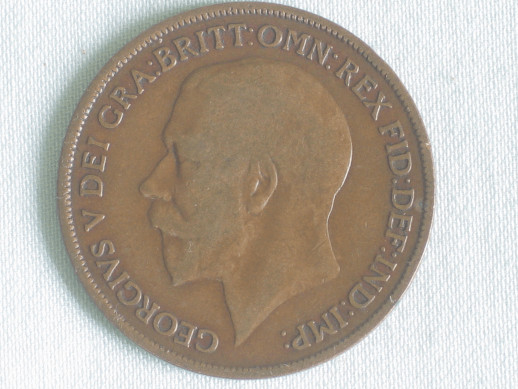 GEORGIVS V DEI GRA:BRITT:OMN:REX FID:DEF:IND:IMP: